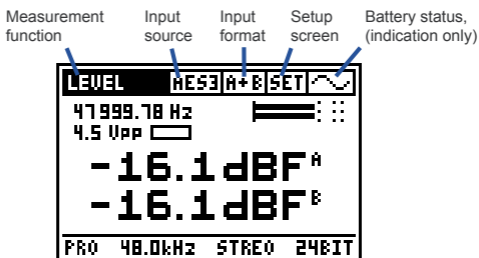 Measurement function
Input source
Input format
Setup screen
Battery status, (indication only)
LEVEL AES3 A+B SET
47999.78 Hz
4.5 Vpp
-16.1dBF A
-16.1dBF B
PRO 48.0kHz STREO 24BIT